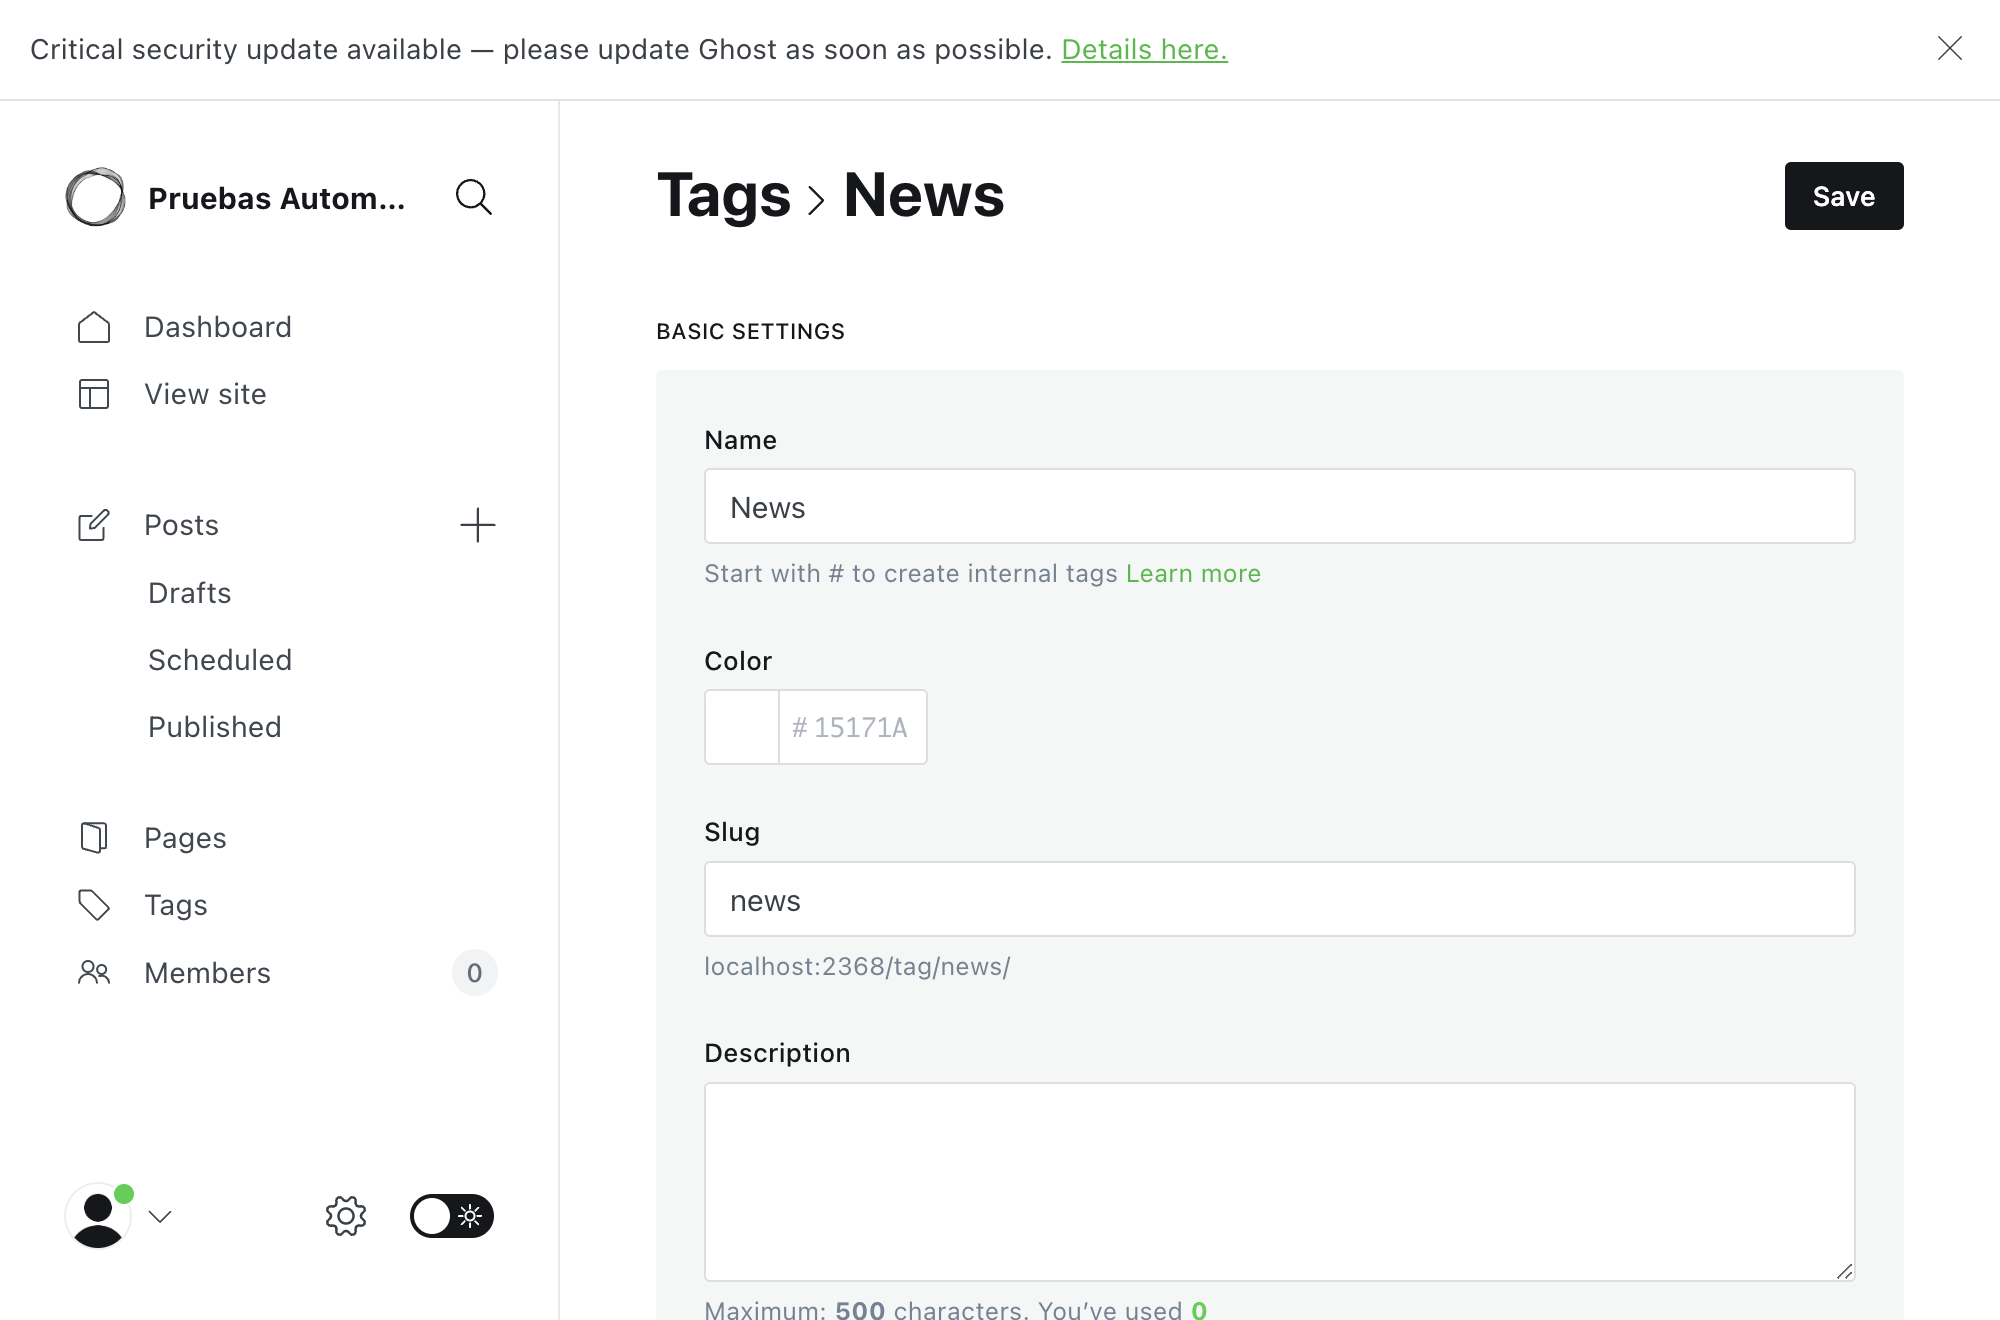 Critical security update available — please update Ghost as soon as possible. Details here.
Pruebas Autom...
Dashboard
View site
Posts
Drafts
Scheduled
Published
Pages
Tags
Members
0
Tags > News
Save
BASIC SETTINGS
Name
News
Start with # to create internal tags Learn more
Color
# 15171A
Slug
news
localhost:2368/tag/news/
Description
Maximum: 500 characters. You’ve used 0